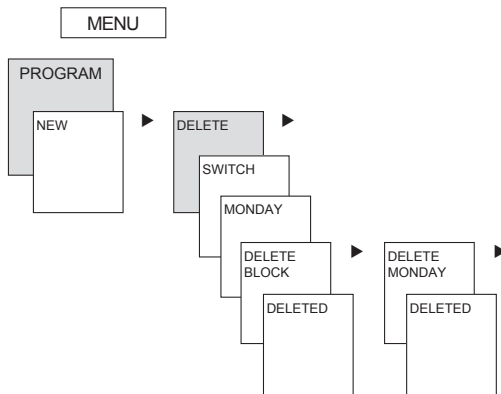 MENU
PROGRAM
NEW
DELETE
SWITCH
MONDAY
DELETE
BLOCK
DELETED
DELETE
MONDAY
DELETED